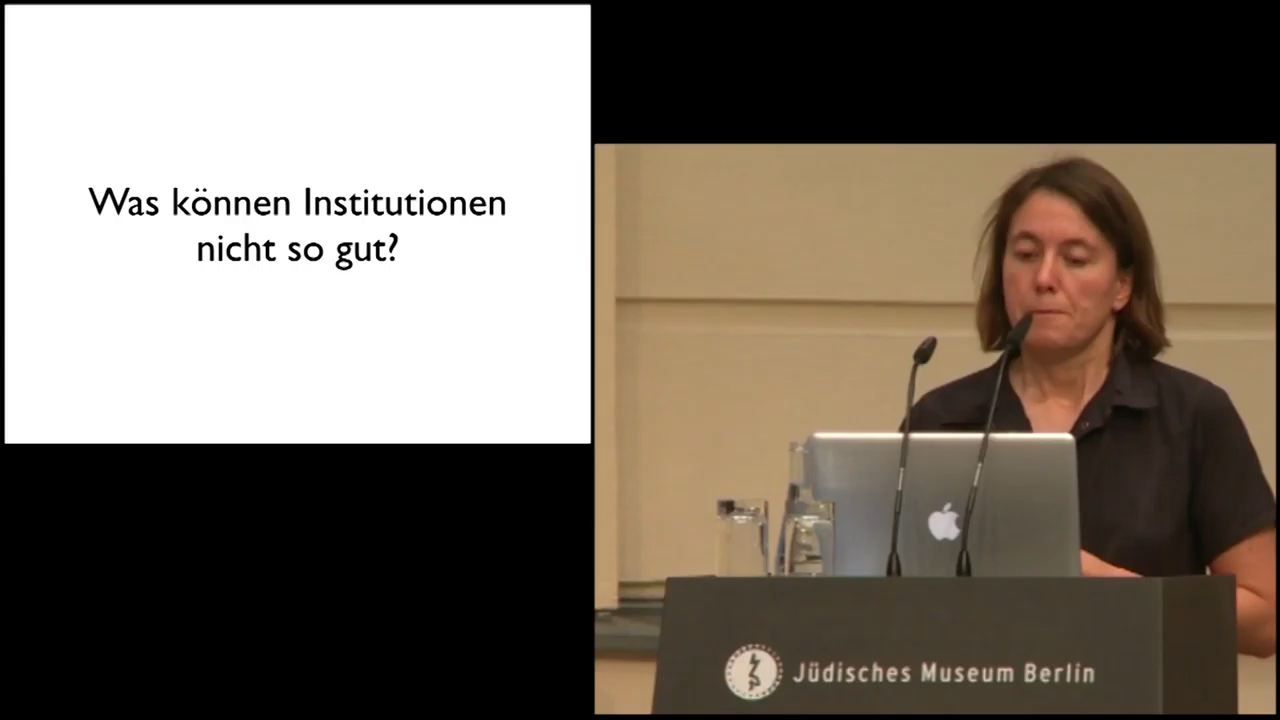 Was können Institutionen
nicht so gut?
Jüdisches Museum Berlin